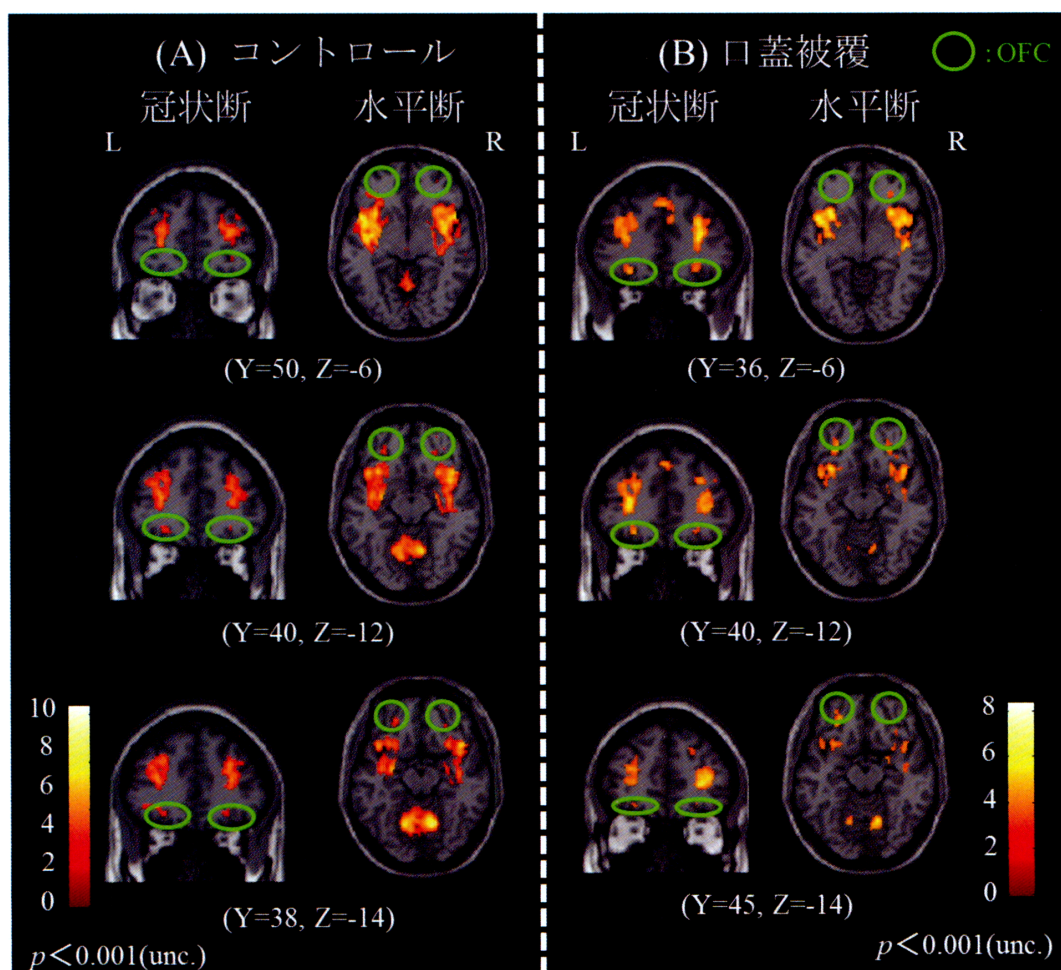 (A) コントロール
冠状断 水平断
L R
(Y=50, Z=-6)
(Y=40, Z=-12)
10
8
6
4
2
0
(Y=38, Z=-14)
p<0.001(unc.)
(B) 口蓋被覆 :OFC
冠状断 水平断
L R
(Y=36, Z=-6)
(Y=40, Z=-12)
8
6
4
2
0
(Y=45, Z=-14)
p<0.001(unc.)